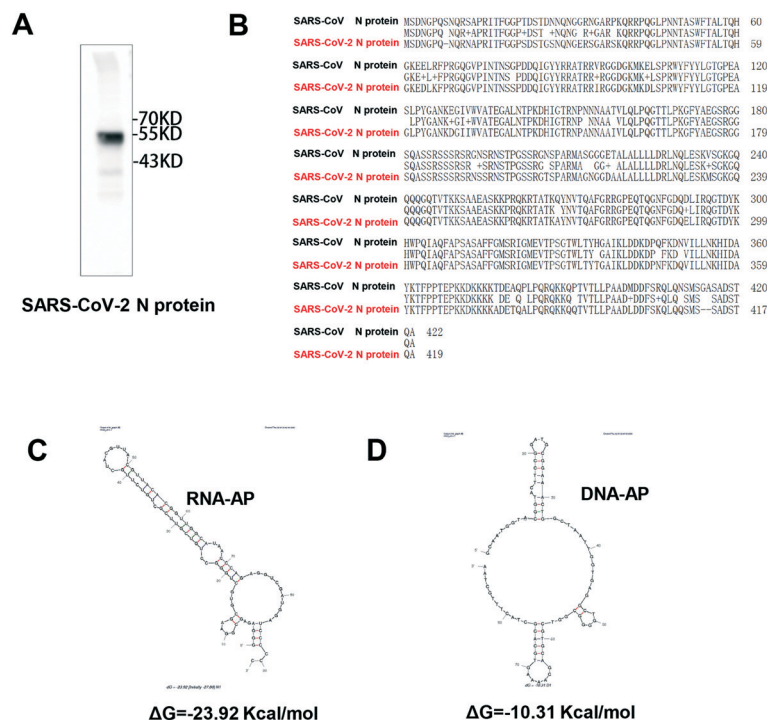 A
70KD
55KD
43KD
SARS-CoV-2 N protein
B
SARS-CoV N protein MSDNGPQSNQRSAPRITFGGPTDSTDNNQNGGRNGARPKQRRPQGLPNNTASWFTALTQH 60
MSDNGPQ NQR+APRITFGGP+DST +NQNG R+GAR KQRRPQGLPNNTASWFTALTQH
SARS-CoV-2 N protein MSDNGPQ-NQRNAPRITFGGPSDSTGSNQNGERSGARSKQRRPQGLPNNTASWFTALTQH 59
SARS-CoV N protein GKEELRFPRGQGVPINTNSGPDDQIGYYRRATRRVRGGDGKMKELSPRWYFYYLGTGPEA 120
GKE+L+FPRGQGVPINTNS PDDQIGYYRRATRR+RGGDGKMK+LSPRWYFYYLGTGPEA
SARS-CoV-2 N protein GKEDLKFPRGQGVPINTNSSPDDQIGYYRRATRRIRGGDGKMKDLSPRWYFYYLGTGPEA 119
SARS-CoV N protein SLPYGANKEGIVWVATEGALNTPKDHIGTRNPNNNAATVLQLPQGTTLPKGFYAEGSRGG 180
LPYGANK+GI+WVATEGALNTPKDHIGTRNP NNAA VLQLPQGTTLPKGFYAEGSRGG
SARS-CoV-2 N protein GLPYGANKDGIIWVATEGALNTPKDHIGTRNPANNAAIVLQLPQGTTLPKGFYAEGSRGG 179
SARS-CoV N protein SQASSRSSSRSRGNSRNSTPGSSRGNSPARMASGGGETALALLLLDRLNQLESKVSGKGQ 240
SQASSRSSSRSR +SRNSTPGSSRG SPARMA GG+ ALALLLLDRLNQLESK+SGKGQ
SARS-CoV-2 N protein SQASSRSSSRSRNSSRNSTPGSSRGTSPARMAGNGGDAALALLLLDRLNQLESKMSGKGQ 239
SARS-CoV N protein QQQGQTVTKKSAAEASKKPRQKRTATKQYNVTQAFGRRGPEQTQGNFGDQDLIRQGTDYK 300
QQQGQTVTKKSAAEASKKPRQKRTATK YNVTQAFGRRGPEQTQGNFGDQ+LIRQGTDYK
SARS-CoV-2 N protein QQQGQTVTKKSAAEASKKPRQKRTATKAYNVTQAFGRRGPEQTQGNFGDQELIRQGTDYK 299
SARS-CoV N protein HWPQIAQFAPSASAFFGMSRIGMEVTPSGTWLTYHGAIKLDDKDPQFKDNVILLNKHIDA 360
HWPQIAQFAPSASAFFGMSRIGMEVTPSGTWLTY GAIKLDDKDP FKD VILLNKHIDA
SARS-CoV-2 N protein HWPQIAQFAPSASAFFGMSRIGMEVTPSGTWLTYTGAIKLDDKDPNFKDQVILLNKHIDA 359
SARS-CoV N protein YKTFPPTEPKKDKKKKTDEAQPLPQRQKKQPTVTLLPAADMDDFSRQLQNSMSGASADST 420
YKTFPPTEPKKDKKKK DE Q LPQRQKKQ TVTLLPAAD+DDFS+QLQ SMS SADST
SARS-CoV-2 N protein YKTFPPTEPKKDKKKKADETQALPQRQKKQQTVTLLPAADLDDFSKQLQQSMS--SADST 417
SARS-CoV N protein QA 422
QA
SARS-CoV-2 N protein QA 419
C
RNA-AP
ΔG=-23.92 Kcal/mol
D
DNA-AP
ΔG=-10.31 Kcal/mol